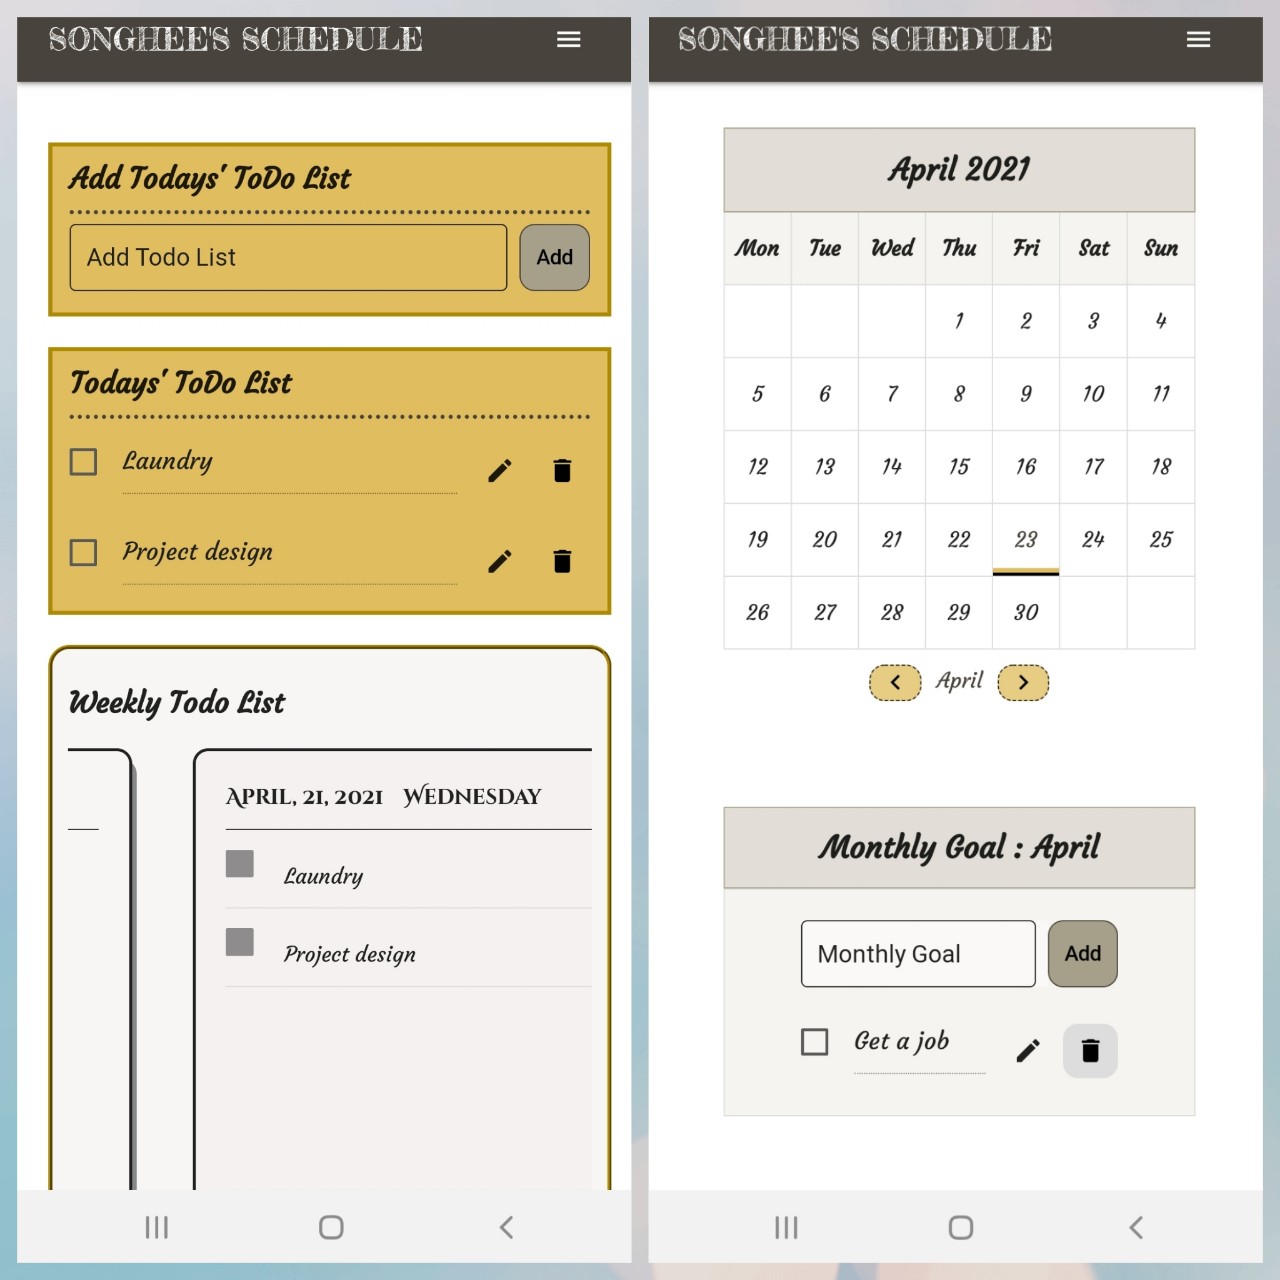 SONGHEE'S SCHEDULE
Add Todays' ToDo List
Add Todo List Add
Todays' ToDo List
Laundry
Project design
Weekly Todo List
April, 21, 2021 Wednesday
Laundry
Project design
SONGHEE'S SCHEDULE
April 2021
Mon Tue Wed Thu Fri Sat Sun
1 2 3 4
5 6 7 8 9 10 11
12 13 14 15 16 17 18
19 20 21 22 23 24 25
26 27 28 29 30
April
Monthly Goal : April
Monthly Goal Add
Get a job